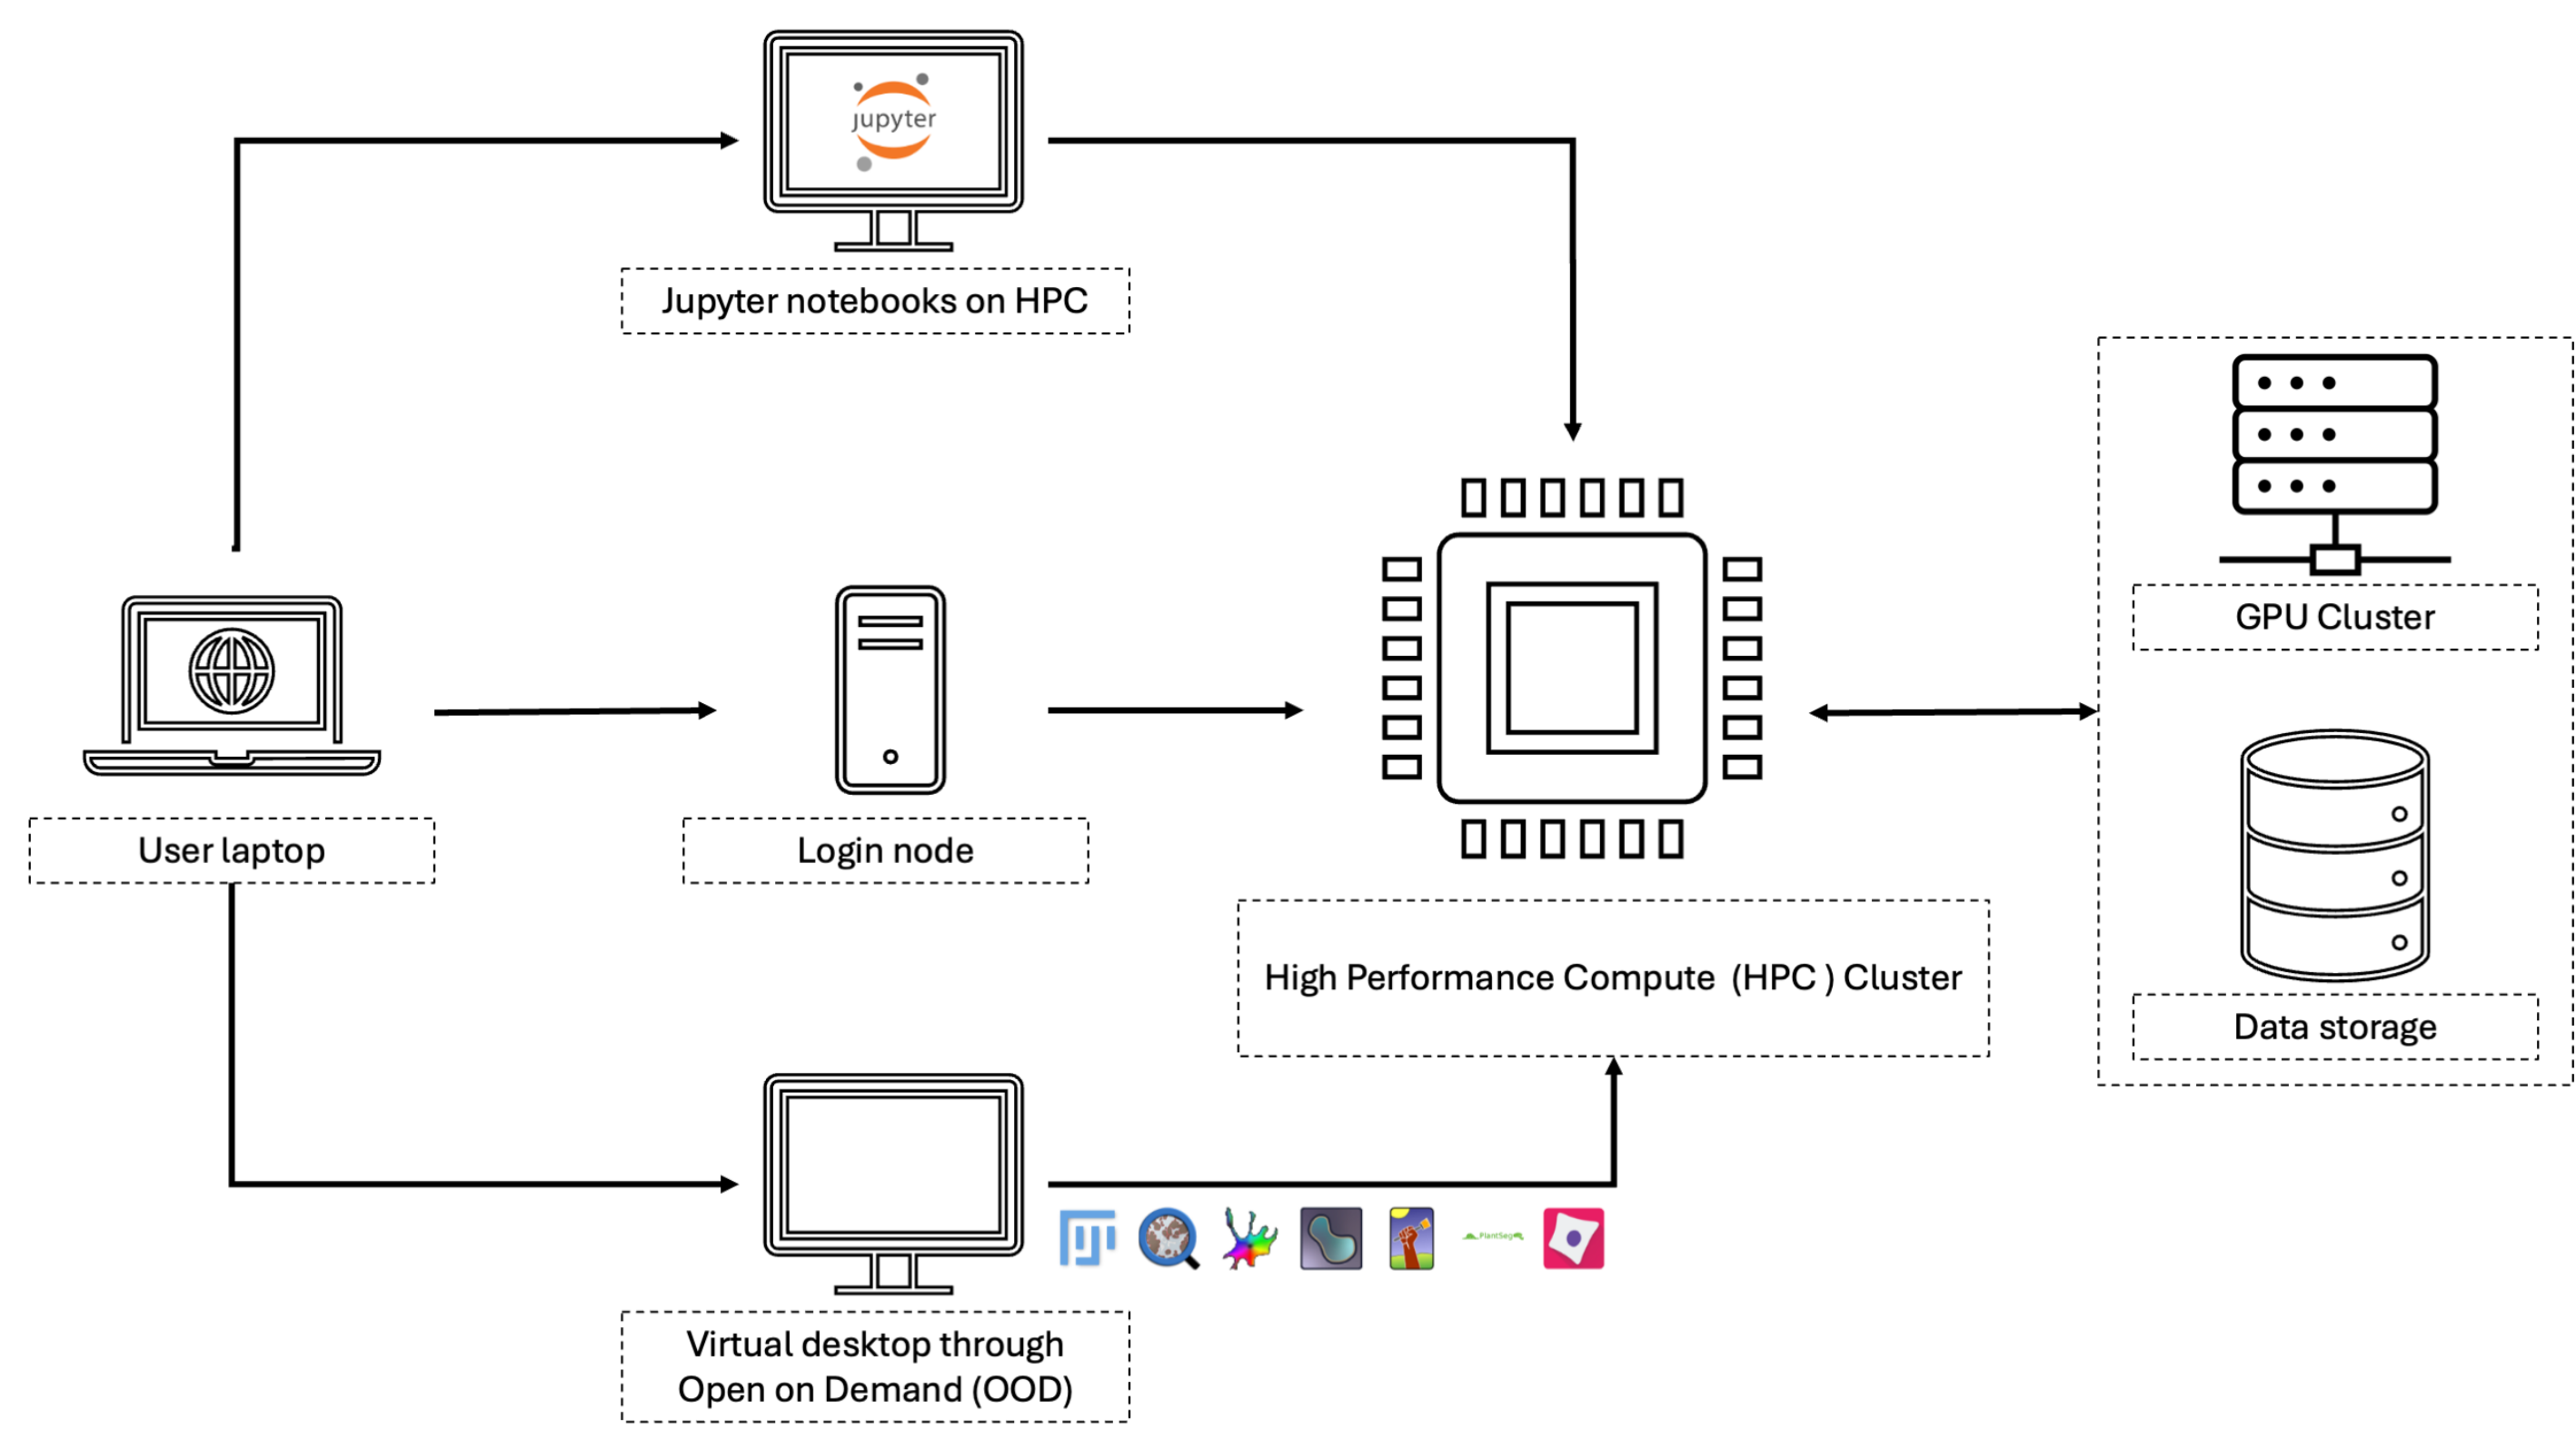 jupyter
Jupyter notebooks on HPC
GPU Cluster
User laptop
Login node
High Performance Compute (HPC ) Cluster
Data storage
PlantSeg
Virtual desktop through
Open on Demand (OOD)